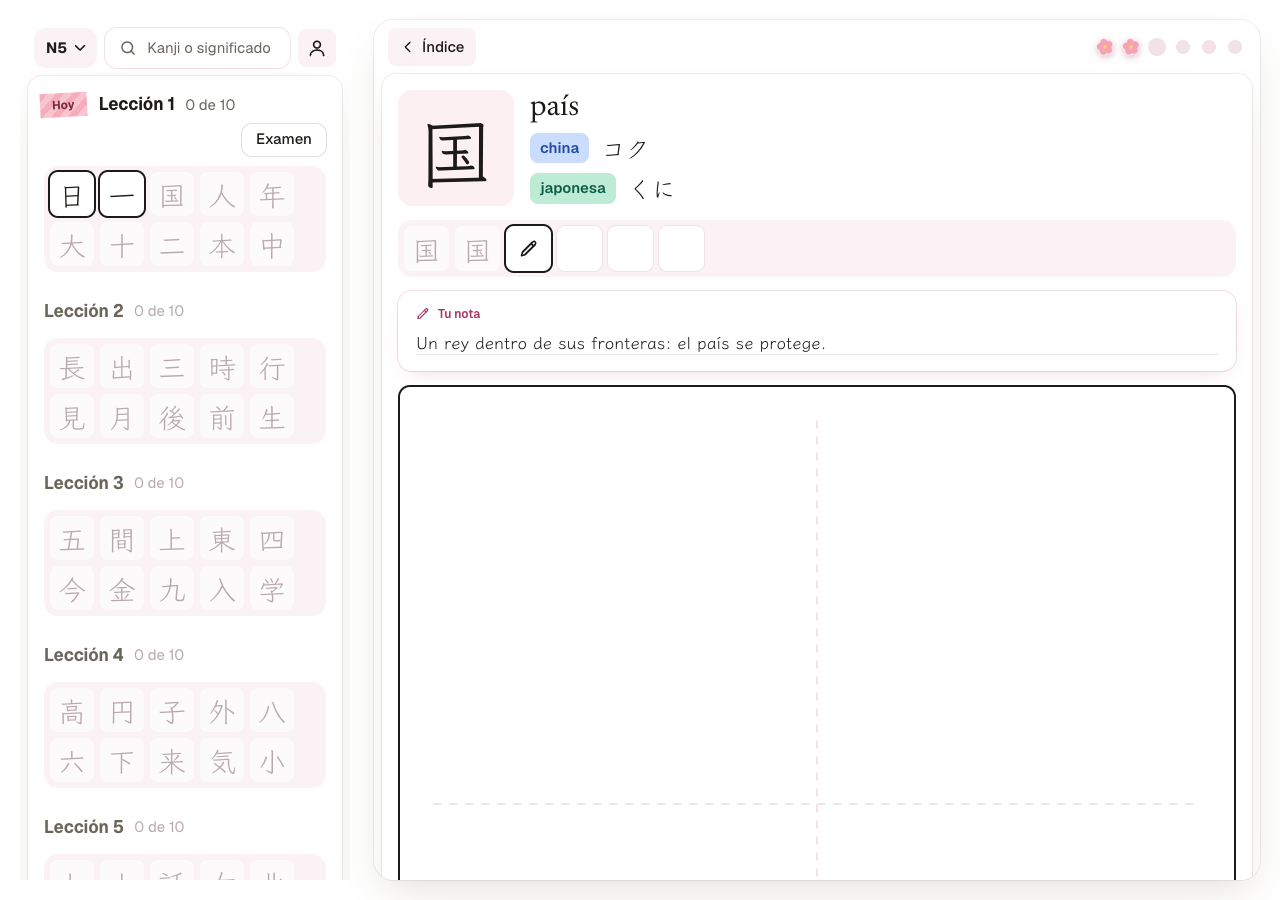 N5
Kanji o significado
Hoy
Lección 1 0 de 10
Examen
日 一 国 人 年
大 十 二 本 中
Lección 2 0 de 10
長 出 三 時 行
見 月 後 前 生
Lección 3 0 de 10
五 間 上 東 四
今 金 九 入 学
Lección 4 0 de 10
高 円 子 外 八
六 下 来 気 小
Lección 5 0 de 10
Índice
国
país
china コク
japonesa くに
国 国
Tu nota
Un rey dentro de sus fronteras: el país se protege.